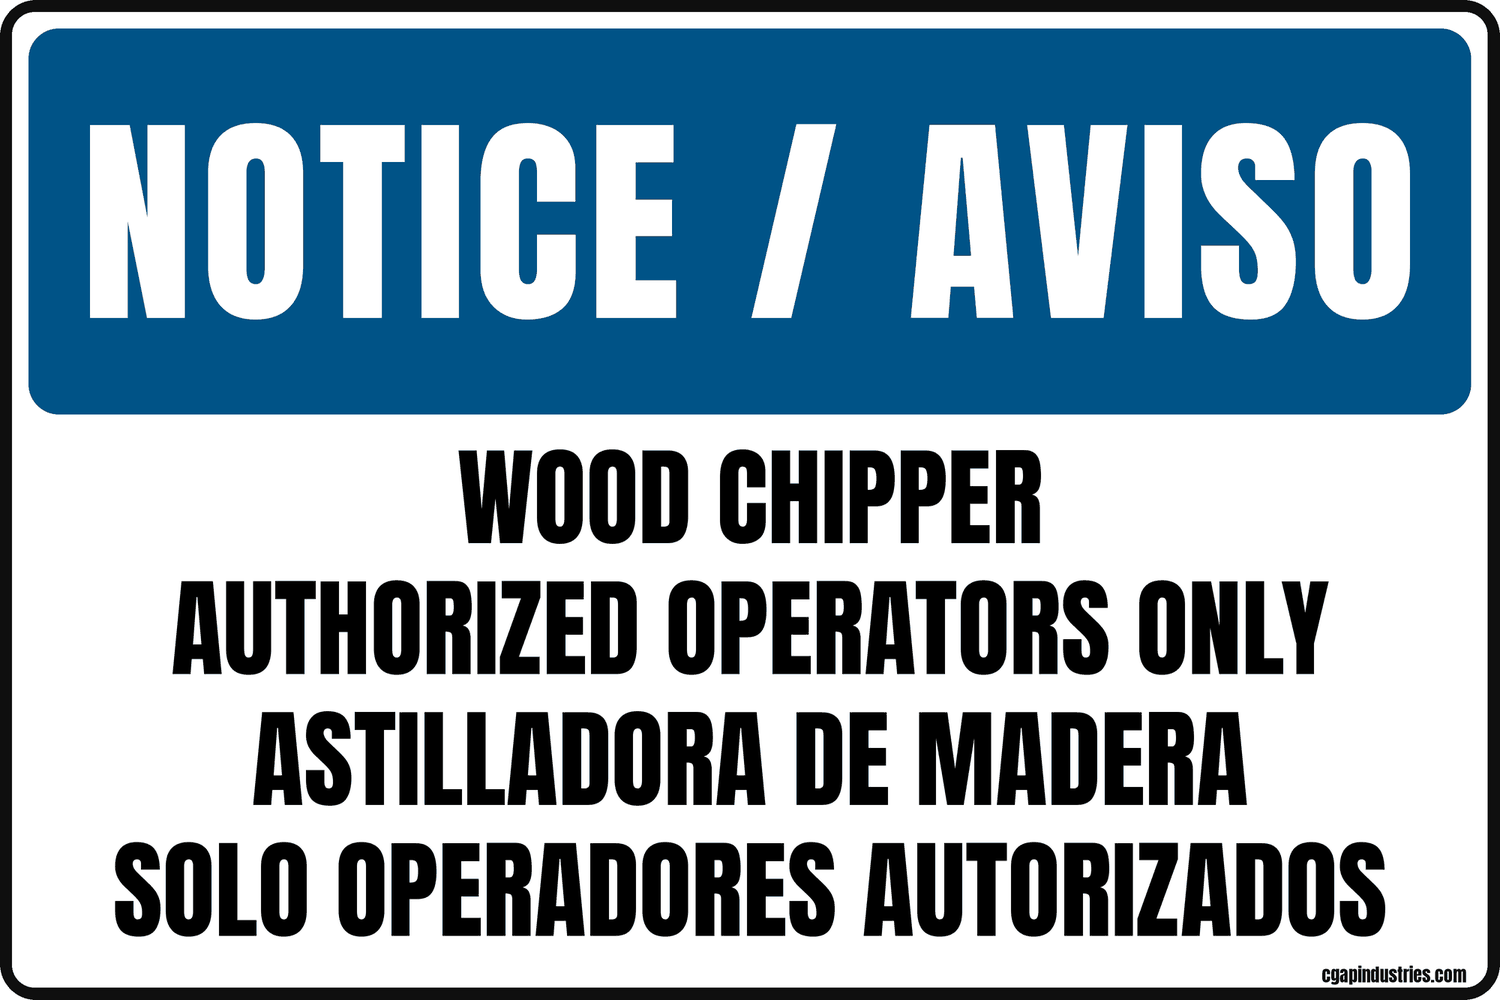 NOTICE / AVISO
WOOD CHIPPER
AUTHORIZED OPERATORS ONLY
ASTILLADORA DE MADERA
SOLO OPERADORES AUTORIZADOS
cgapindustries.com